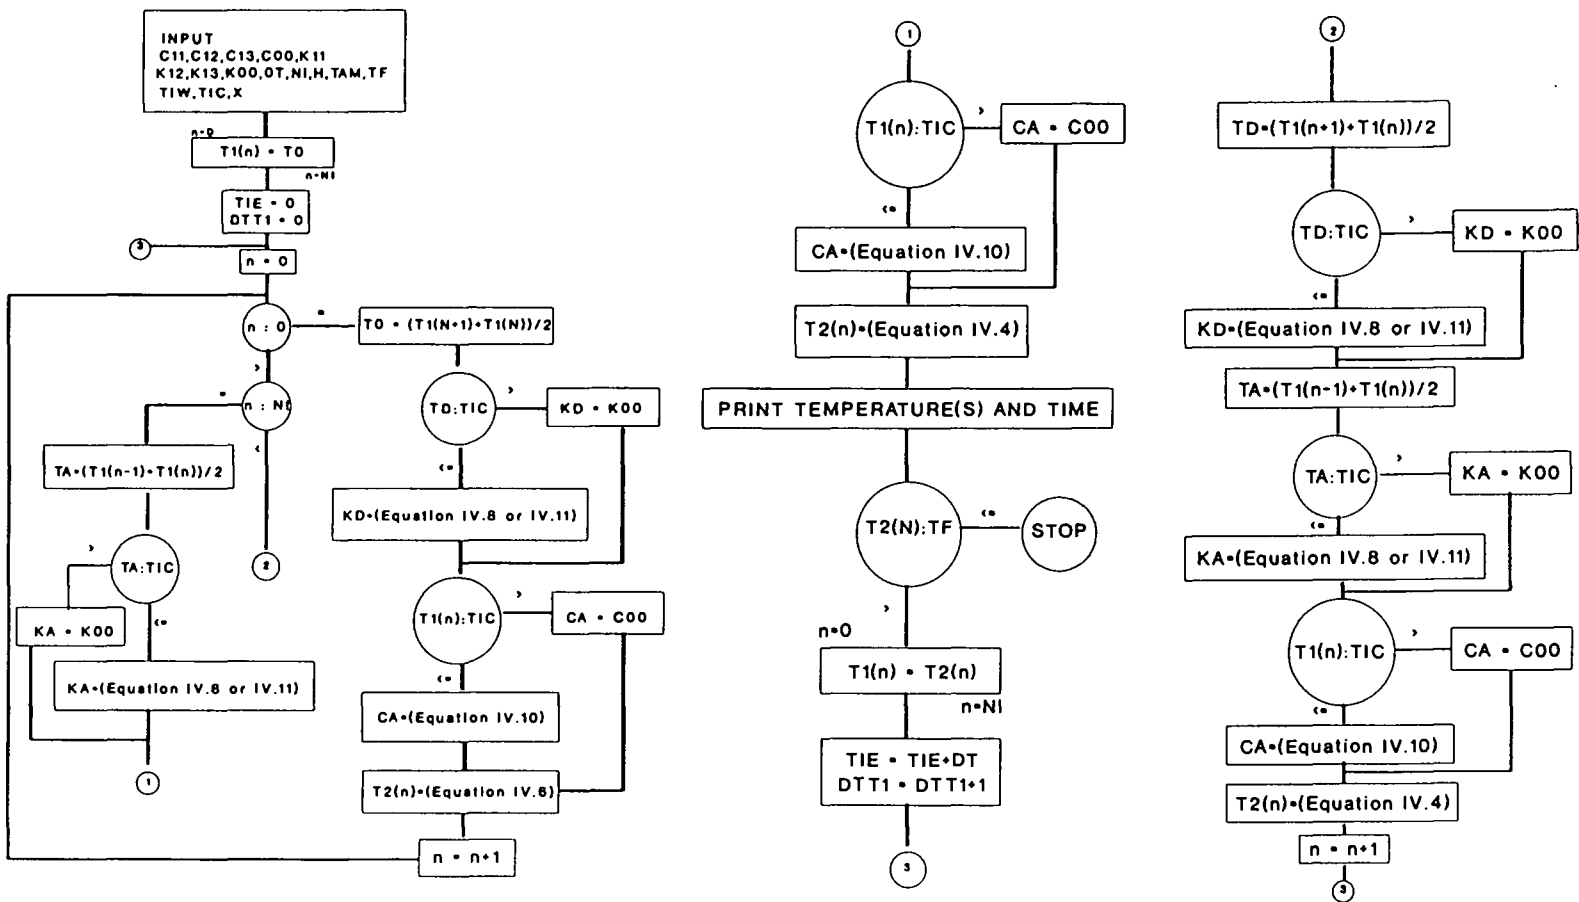 INPUT
C11,C12,C13,C00,K11
K12,K13,K00,0T,NI,H,TAM,TF
TIW,TIC,X
n=0
T1(n) = T0
n=NI
TIE = 0
DTT1 = 0
3
n = 0
n : 0
=
T0 = (T1(N+1)+T1(N))/2
>
n : NI
=
<
TA=(T1(n-1)+T1(n))/2
2
TA:TIC
>
KA = K00
<=
KA=(Equation IV.8 or IV.11)
1
TD:TIC
>
KD = K00
<=
KD=(Equation IV.8 or IV.11)
T1(n):TIC
>
CA = C00
<=
CA=(Equation IV.10)
T2(n)=(Equation IV.6)
n = n+1
1
T1(n):TIC
>
CA = C00
<=
CA=(Equation IV.10)
T2(n)=(Equation IV.4)
PRINT TEMPERATURE(S) AND TIME
T2(N):TF
<=
STOP
>
n=0
T1(n) = T2(n)
n=NI
TIE = TIE+DT
DTT1 = DTT1+1
3
2
TD=(T1(n+1)+T1(n))/2
TD:TIC
>
KD = K00
<=
KD=(Equation IV.8 or IV.11)
TA=(T1(n-1)+T1(n))/2
TA:TIC
>
KA = K00
<=
KA=(Equation IV.8 or IV.11)
T1(n):TIC
>
CA = C00
<=
CA=(Equation IV.10)
T2(n)=(Equation IV.4)
n = n+1
3